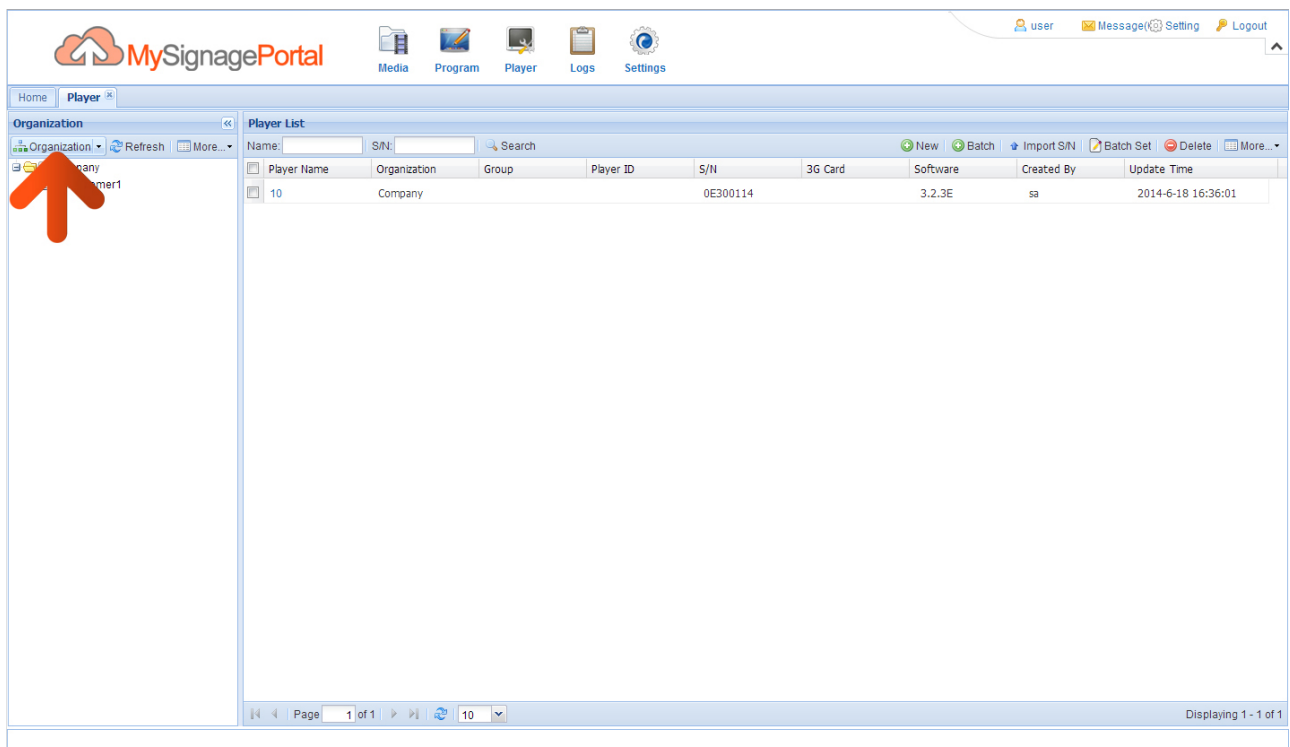 user Message( Setting Logout
MySignagePortal
Media Program Player Logs Settings
Home Player
Organization
Organization Refresh More...
pany
mer1
Player List
Name: S/N: Search New Batch Import S/N Batch Set Delete More...
Player Name Organization Group Player ID S/N 3G Card Software Created By Update Time
10 Company 0E300114 3.2.3E sa 2014-6-18 16:36:01
Page 1 of 1 10 Displaying 1 - 1 of 1